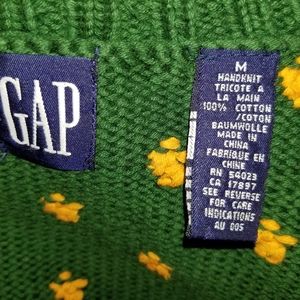 GAP
M
HANDKNIT
TRICOTE A
LA MAIN
100% COTTON
/COTON
BAUMWOLLE
MADE IN
CHINA
FABRIQUE EN
CHINE
RN 54023
CA 17897
SEE REVERSE
FOR CARE
INDICATIONS
AU DOS